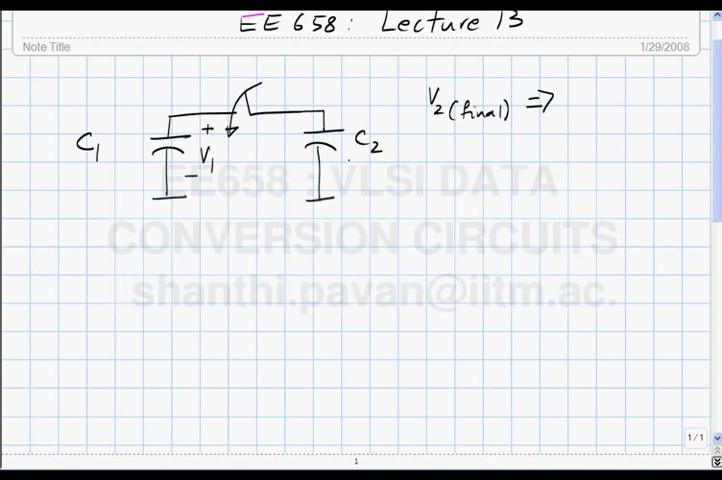 EE 658: Lecture 13
Note Title
1/29/2008
V2(final) ⇒
C1
+
V1
−
C2
EE658 : VLSI DATA
CONVERSION CIRCUITS
shanthi.pavan@iitm.ac.
1/1
1